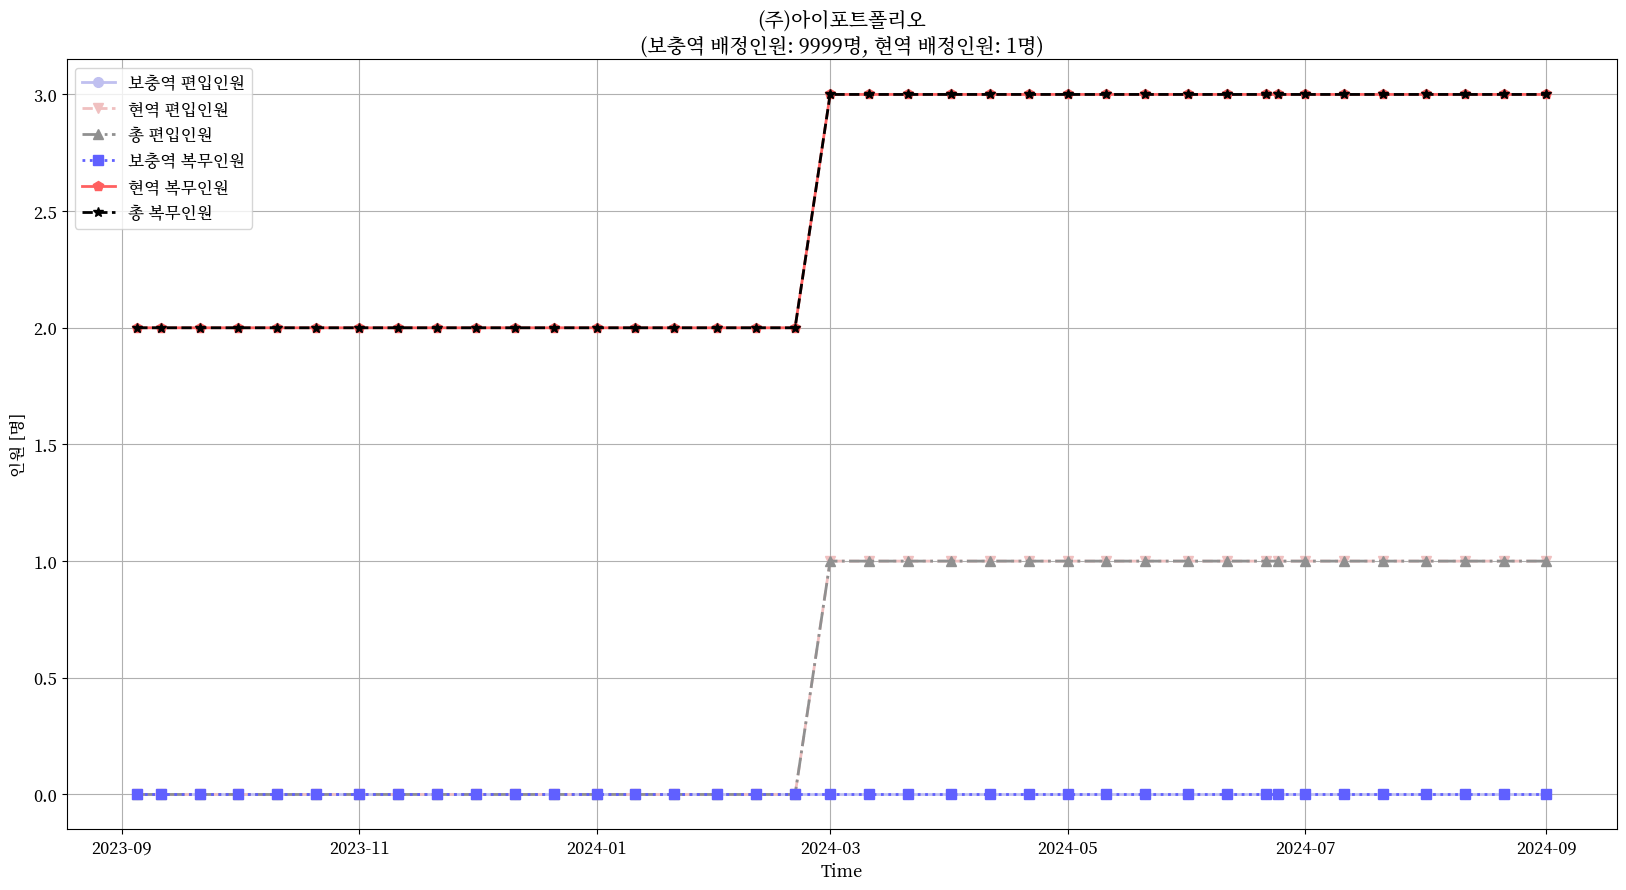 (주)아이포트폴리오
(보충역 배정인원: 9999명, 현역 배정인원: 1명)
보충역 편입인원
현역 편입인원
총 편입인원
보충역 복무인원
현역 복무인원
총 복무인원
3.0
2.5
2.0
1.5
1.0
0.5
0.0
인원 [명]
2023-09 2023-11 2024-01 2024-03 2024-05 2024-07 2024-09
Time